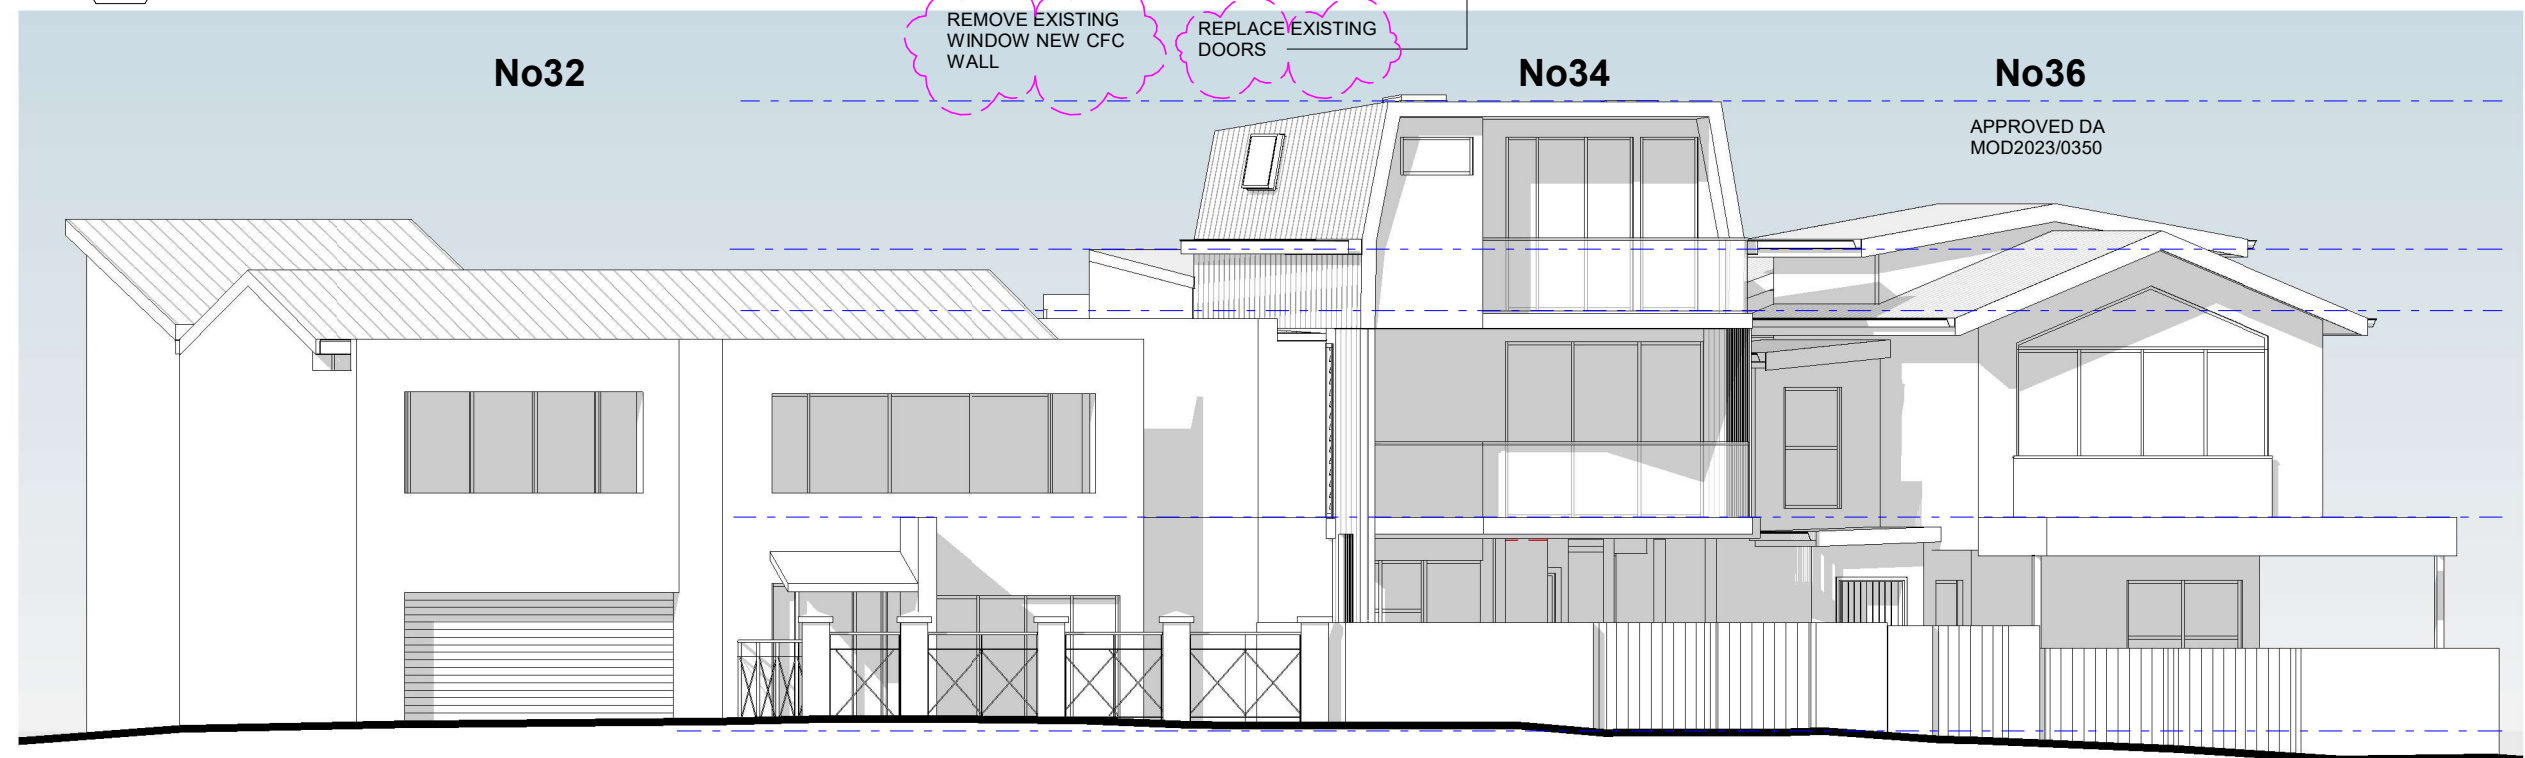 REMOVE EXISTING
WINDOW NEW CFC
WALL
REPLACE EXISTING
DOORS
No32
No34
No36
APPROVED DA
MOD2023/0350